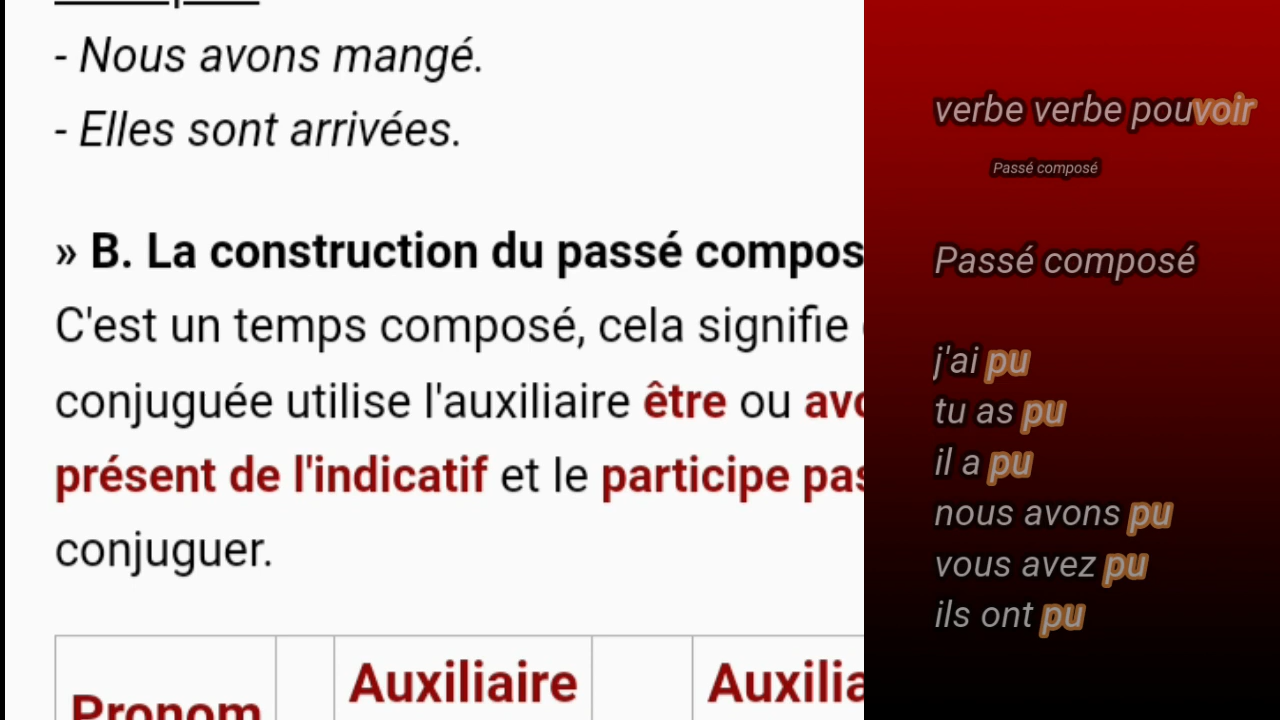 - Nous avons mangé.
- Elles sont arrivées.
» B. La construction du passé compos
C'est un temps composé, cela signifie
conjuguée utilise l'auxiliaire être ou avo
présent de l'indicatif et le participe pas
conjuguer.
Auxiliaire Auxilia
Pronom
verbe verbe pouvoir
Passé composé
Passé composé
j'ai pu
tu as pu
il a pu
nous avons pu
vous avez pu
ils ont pu